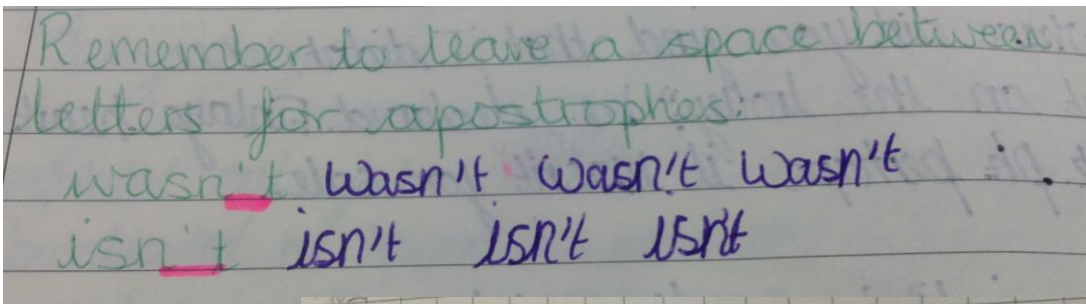 Remember to leave a space between
letters for apostrophes:
wasn't wasn't wasn't wasn't
isn't isn't isn't isn't